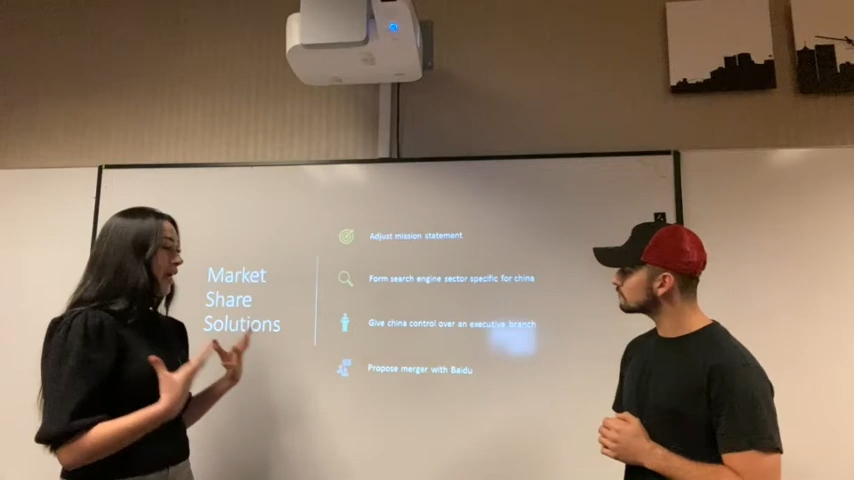 Market
Share
Solutions
Adjust mission statement
Form search engine sector specific for china
Give china control over an executive branch
Propose merger with Baidu